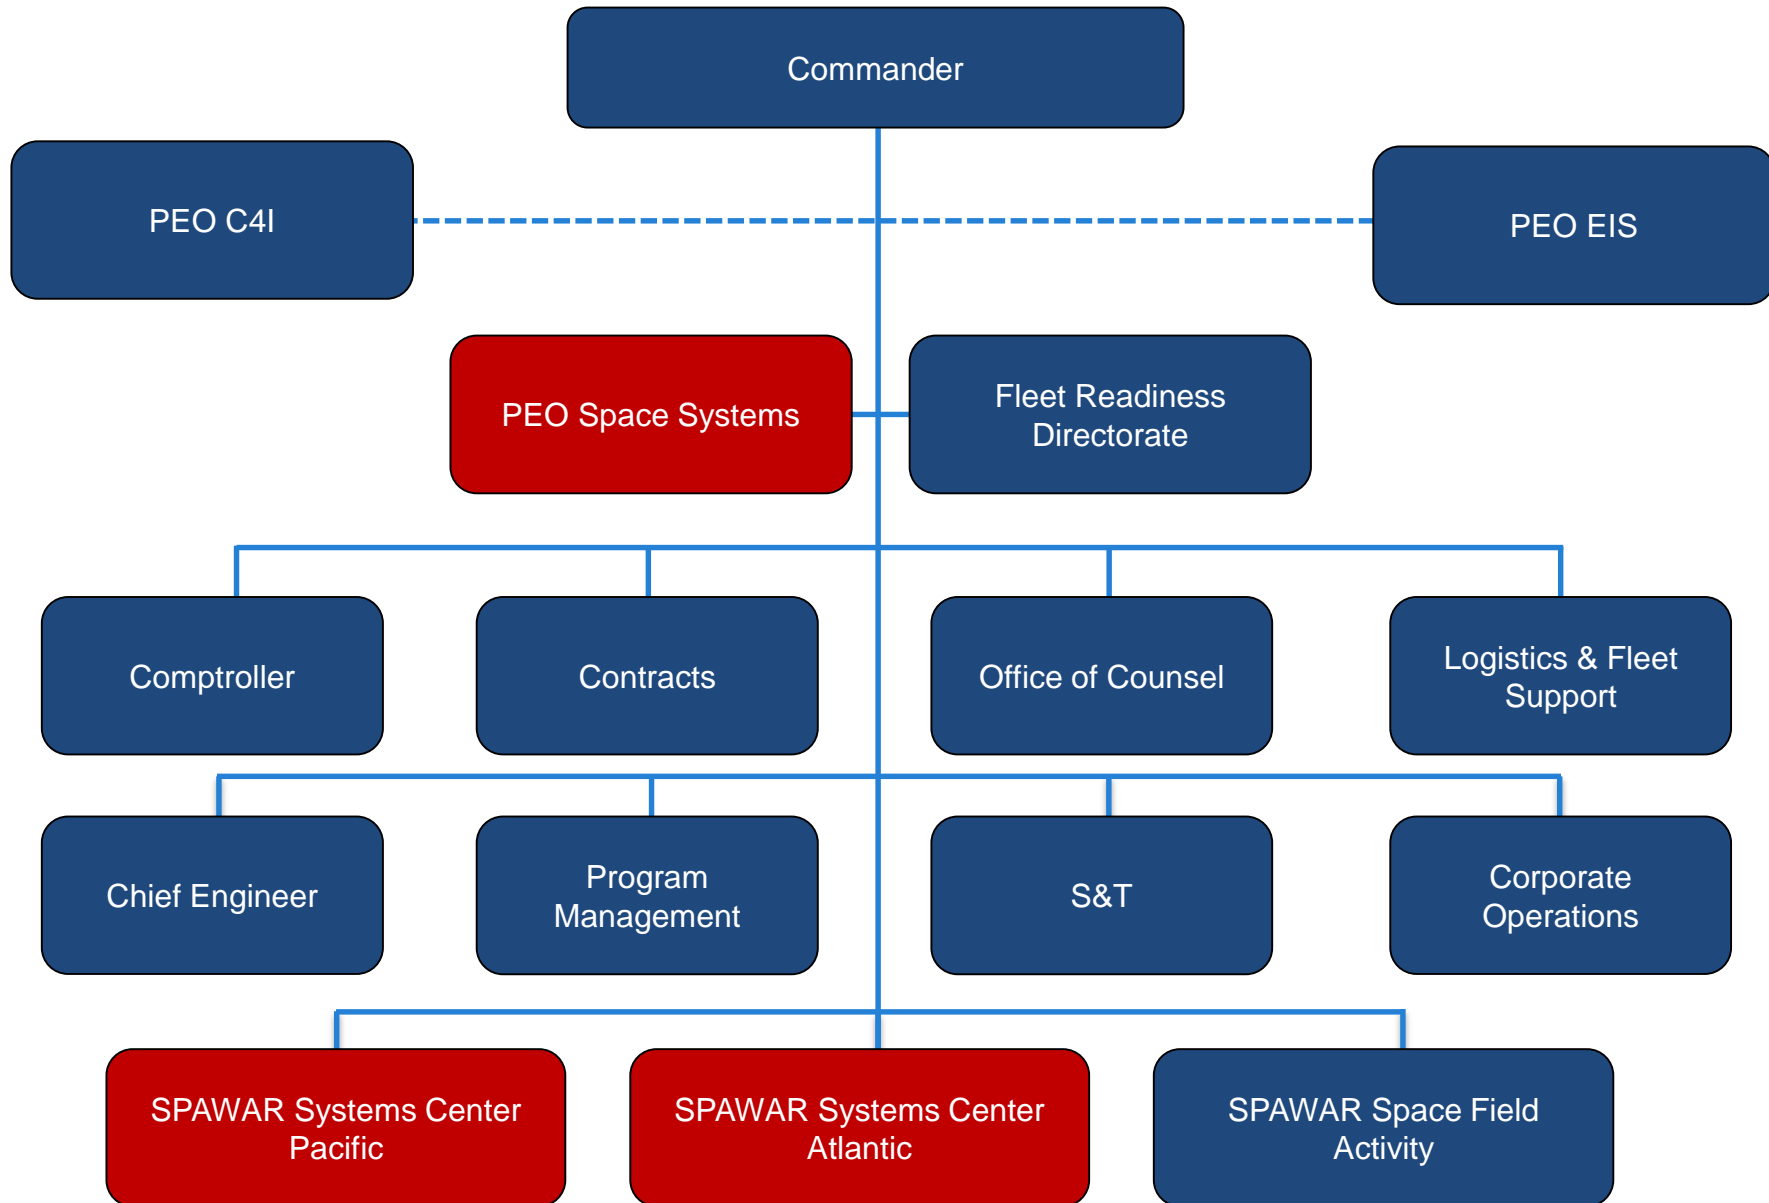 Commander
PEO C4I
PEO EIS
PEO Space Systems
Fleet Readiness
Directorate
Comptroller
Contracts
Office of Counsel
Logistics & Fleet
Support
Chief Engineer
Program
Management
S&T
Corporate
Operations
SPAWAR Systems Center
Pacific
SPAWAR Systems Center
Atlantic
SPAWAR Space Field
Activity